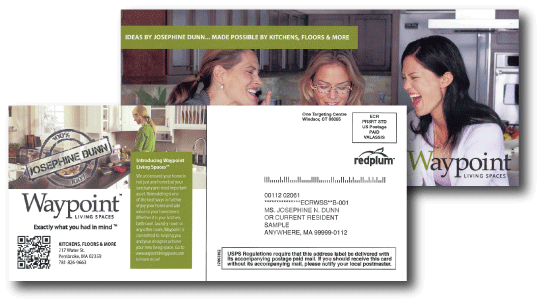 IDEAS BY JOSEPHINE DUNN... MADE POSSIBLE BY KITCHENS, FLOORS & MORE
Waypoint
LIVING SPACES
100%
JOSEPHINE DUNN
Waypoint
LIVING SPACES
Exactly what you had in mind ™
KITCHENS, FLOORS & MORE
217 Water St.
Pembroke, MA 02359
781-826-9663
Introducing Waypoint
Living Spaces™
One Targeting Centre
Windsor, CT 06095
ECR
PRSRT STD
US Postage
PAID
VALASSIS
redplum™
00112 02061
****************ECRWSS**B-001
MS. JOSEPHINE N. DUNN
OR CURRENT RESIDENT
SAMPLE
ANYWHERE, MA 99999-0112
USPS Regulations require that this address label be delivered with
its accompanying postage paid mail. If you should receive this card
without its accompanying mail, please notify your local postmaster.